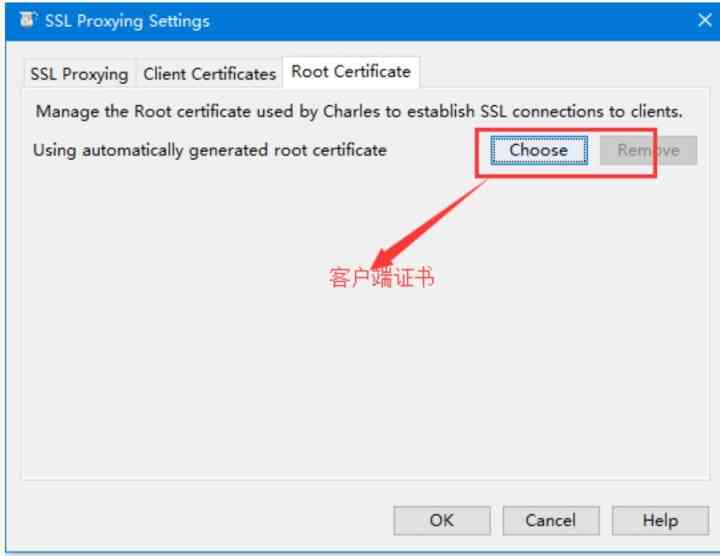 SSL Proxying Settings
SSL Proxying Client Certificates Root Certificate
Manage the Root certificate used by Charles to establish SSL connections to clients.
Using automatically generated root certificate Choose Remove
客户端证书
OK Cancel Help